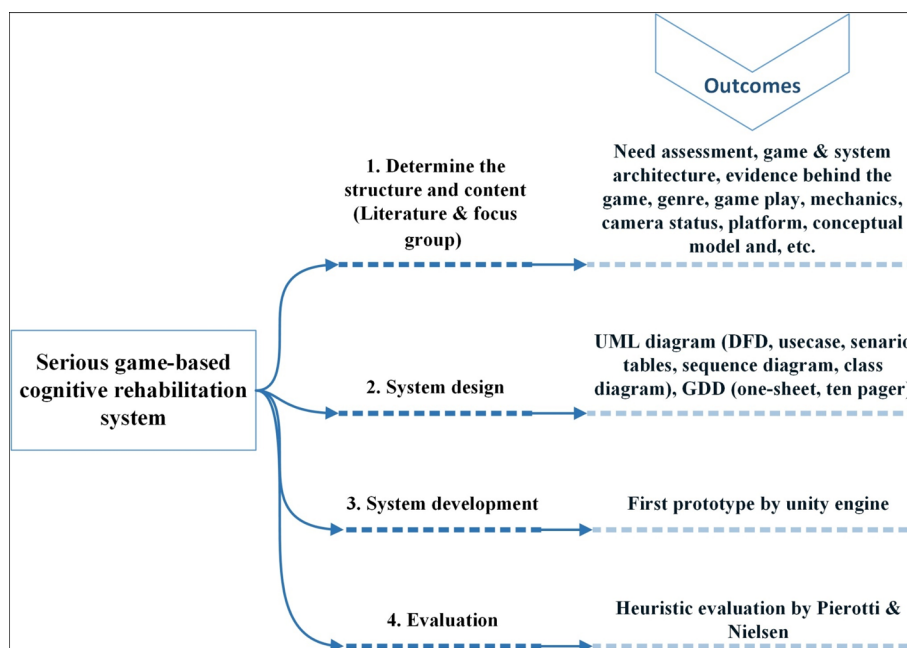 Outcomes
1. Determine the
structure and content
(Literature & focus
group)
Need assessment, game & system
architecture, evidence behind the
game, genre, game play, mechanics,
camera status, platform, conceptual
model and, etc.
Serious game-based
cognitive rehabilitation
system
2. System design
UML diagram (DFD, usecase, senario
tables, sequence diagram, class
diagram), GDD (one-sheet, ten pager)
3. System development
First prototype by unity engine
4. Evaluation
Heuristic evaluation by Pierotti &
Nielsen